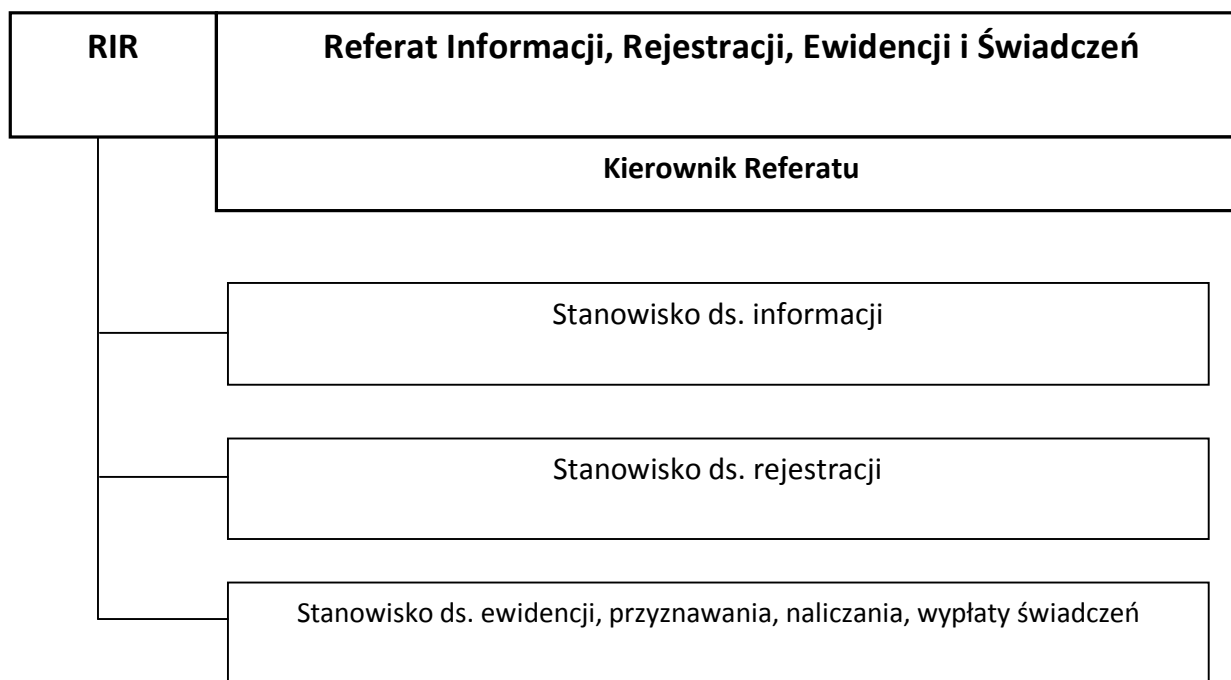 RIR
Referat Informacji, Rejestracji, Ewidencji i Świadczeń
Kierownik Referatu
Stanowisko ds. informacji
Stanowisko ds. rejestracji
Stanowisko ds. ewidencji, przyznawania, naliczania, wypłaty świadczeń